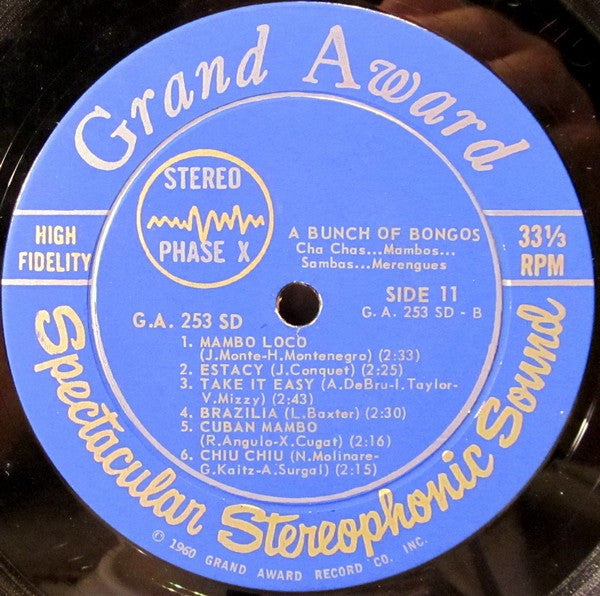 Grand Award
STEREO
PHASE X
HIGH
FIDELITY
A BUNCH OF BONGOS
Cha Chas...Mambos...
Sambas...Merengues
33⅓
RPM
SIDE 11
G.A. 253 SD - B
G.A. 253 SD
1. MAMBO LOCO
(J.Monte-H.Montenegro) (2:33)
2. ESTACY (J.Conquet) (2:25)
3. TAKE IT EASY (A.DeBru-I.Taylor-
V.Mizzy) (2:43)
4. BRAZILIA (L.Baxter) (2:30)
5. CUBAN MAMBO
(R.Angulo-X.Cugat) (2:16)
6. CHIU CHIU (N.Molinare-
G.Kaitz-A.Surgal) (2:15)
Spectacular Stereophonic Sound
© 1960 GRAND AWARD RECORD CO. INC.